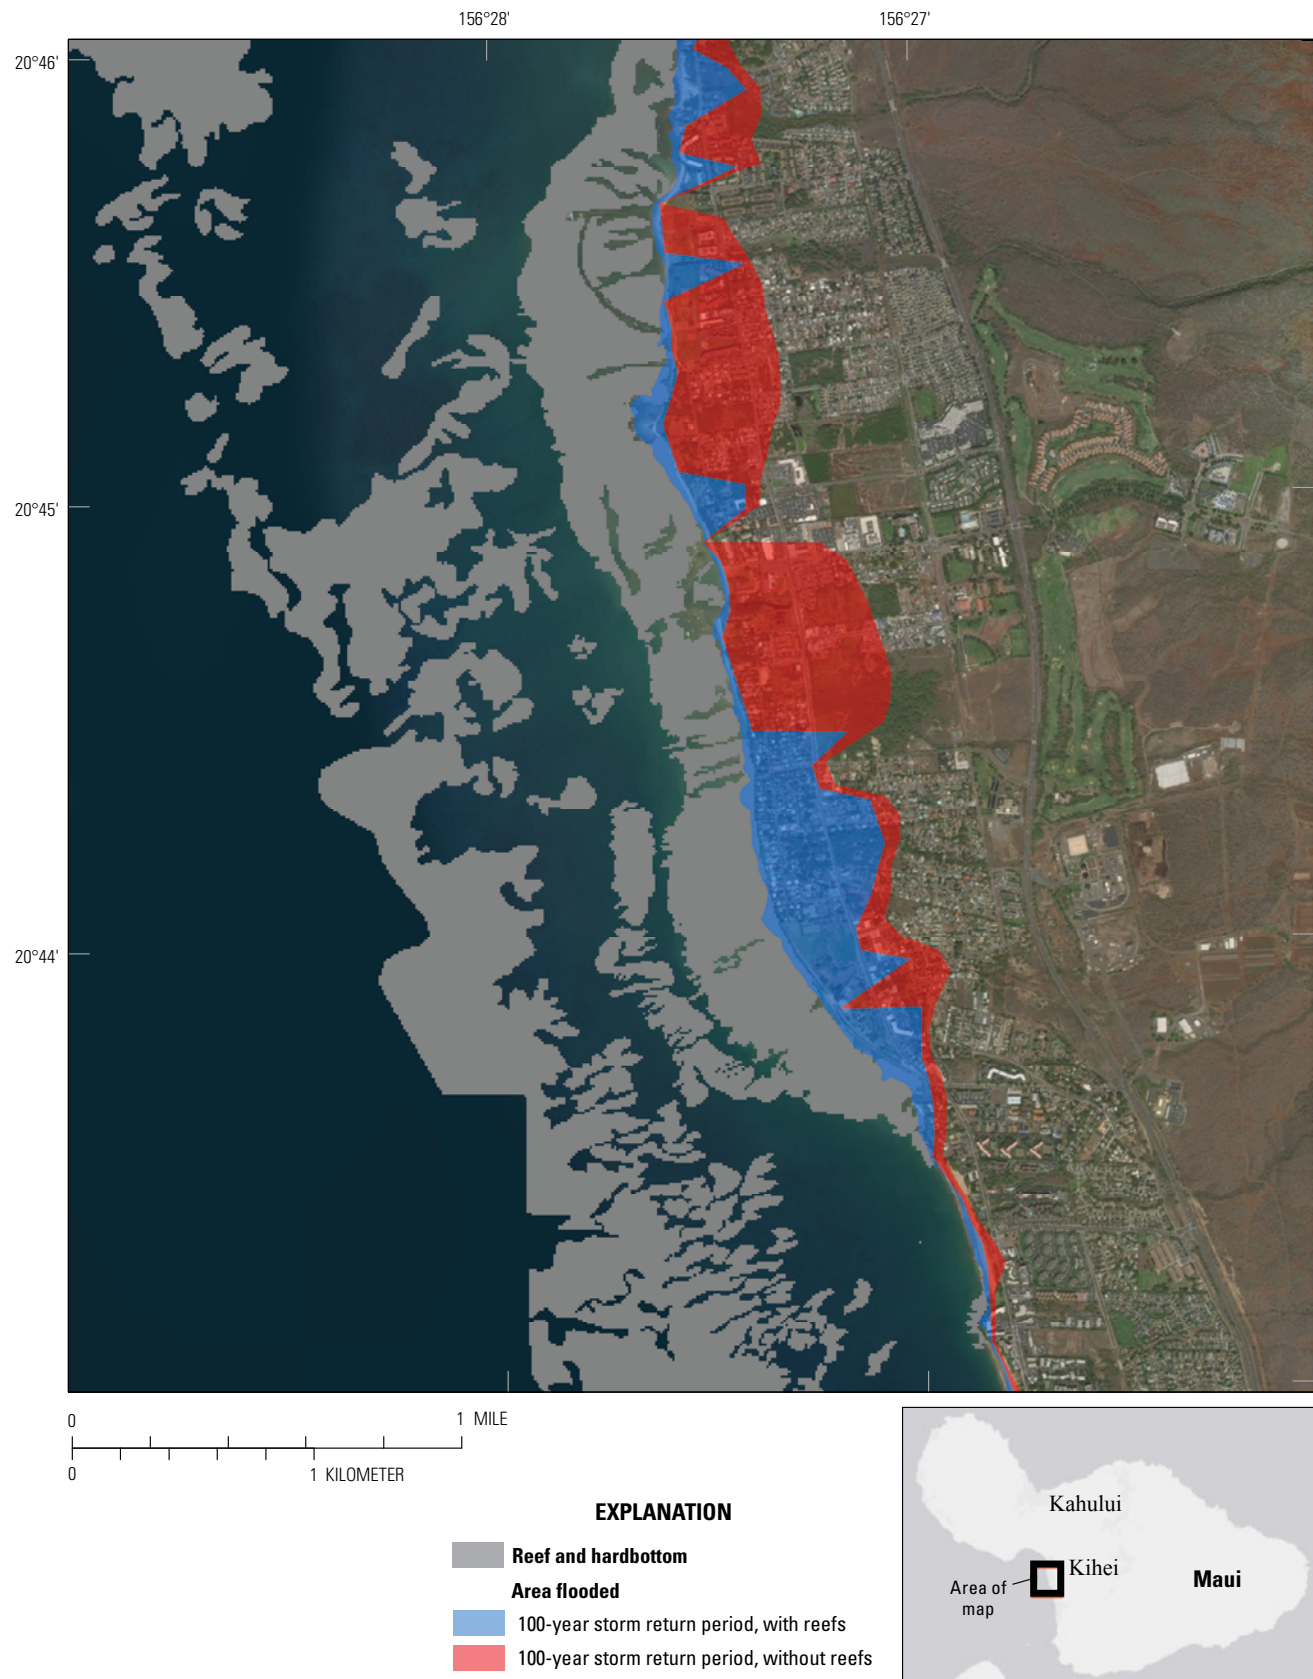 156°28' 156°27'
20°46'
20°45'
20°44'
0 1 MILE
0 1 KILOMETER
EXPLANATION
Reef and hardbottom
Area flooded
100-year storm return period, with reefs
100-year storm return period, without reefs
Kahului
Kihei
Maui
Area of
map